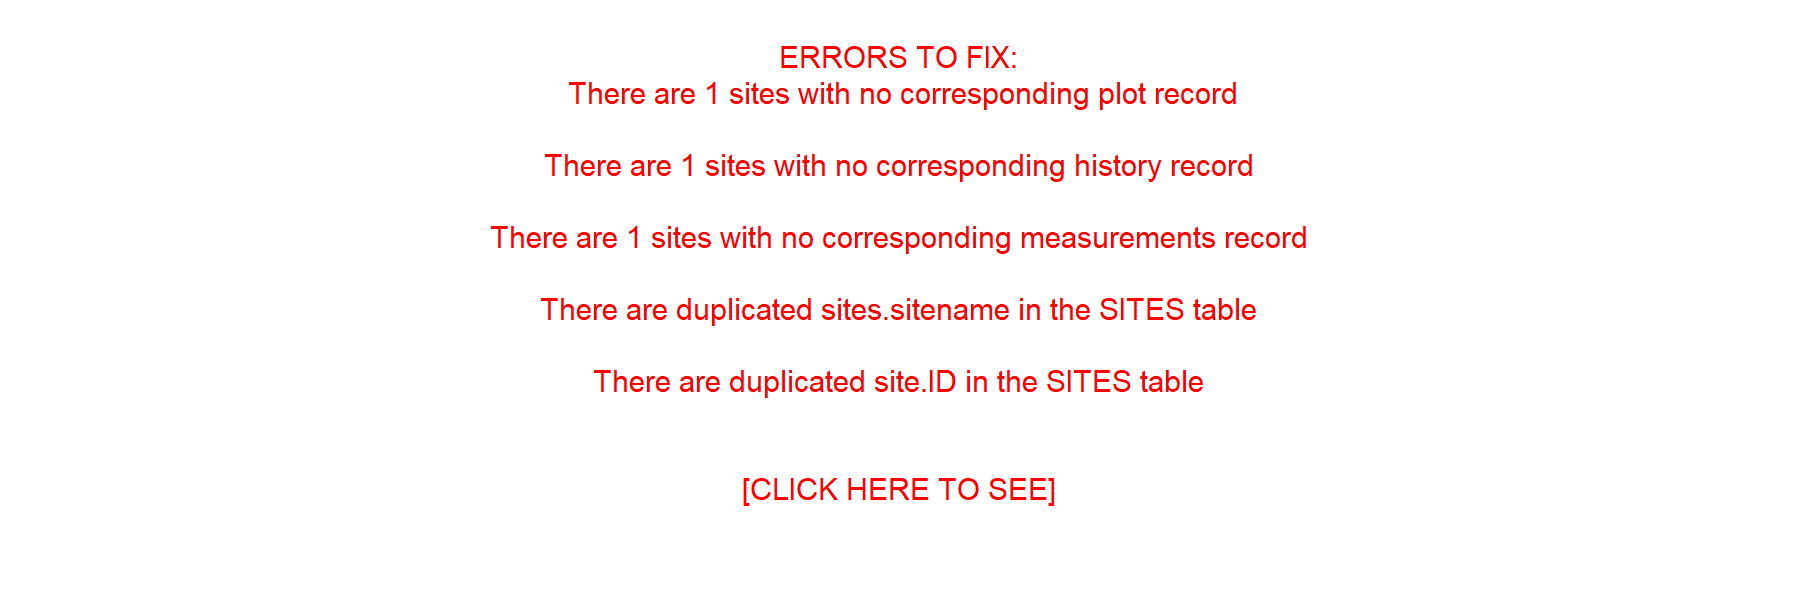 ERRORS TO FIX:
There are 1 sites with no corresponding plot record
There are 1 sites with no corresponding history record
There are 1 sites with no corresponding measurements record
There are duplicated sites.sitename in the SITES table
There are duplicated site.ID in the SITES table
[CLICK HERE TO SEE]